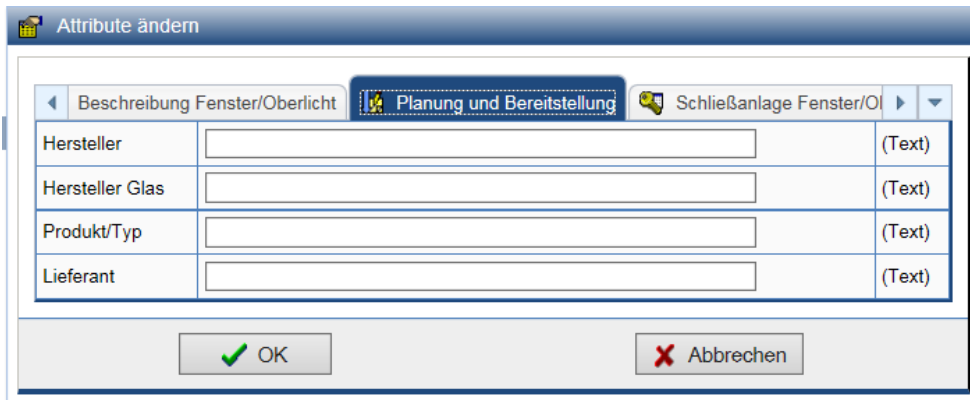 Attribute ändern
Beschreibung Fenster/Oberlicht Planung und Bereitstellung Schließanlage Fenster/Ol
Hersteller (Text)
Hersteller Glas (Text)
Produkt/Typ (Text)
Lieferant (Text)
OK Abbrechen